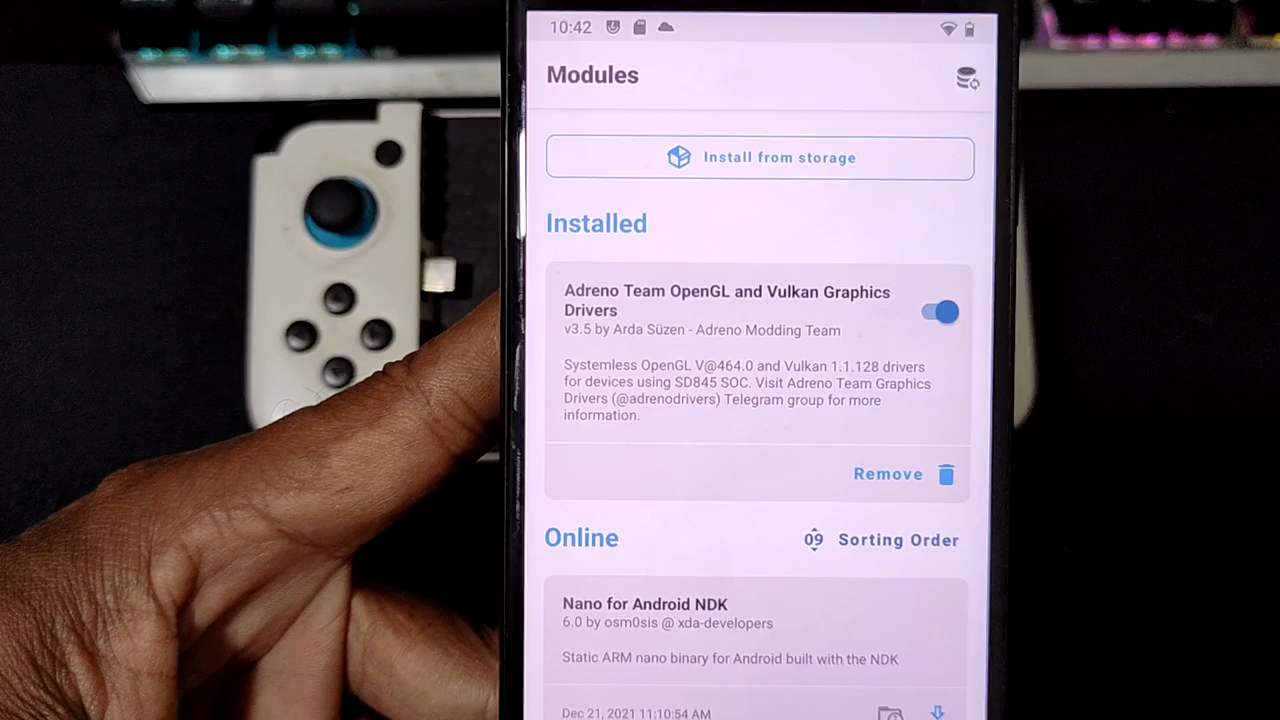 10:42
Modules
Install from storage
Installed
Adreno Team OpenGL and Vulkan Graphics
Drivers
v3.5 by Arda Süzen - Adreno Modding Team
Systemless OpenGL V@464.0 and Vulkan 1.1.128 drivers
for devices using SD845 SOC. Visit Adreno Team Graphics
Drivers (@adrenodrivers) Telegram group for more
information.
Remove
Online
09 Sorting Order
Nano for Android NDK
6.0 by osm0sis @ xda-developers
Static ARM nano binary for Android built with the NDK
Dec 21, 2021 11:10:54 AM